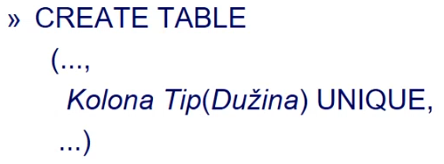 » CREATE TABLE
(...,
Kolona Tip(Dužina) UNIQUE,
...)